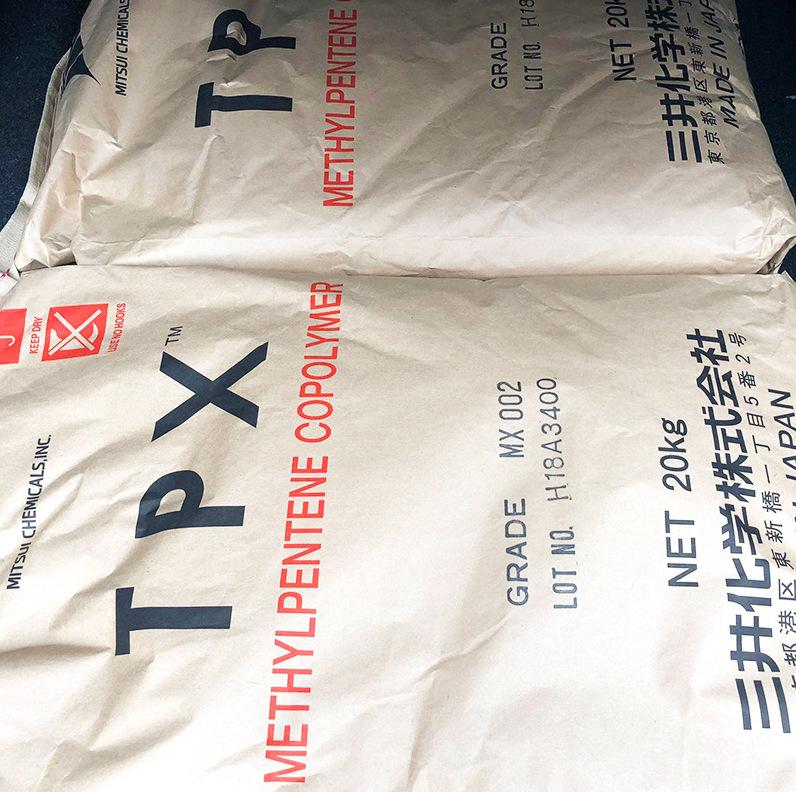 MITSUI CHEMICALS
TP
METHYLPENTENE
GRADE
LOT NO. H18
NET 20k
三井化学株式
東京都港区東新橋一丁
MADE IN JAPA
KEEP DRY
USE NO HOOKS
MITSUI CHEMICALS,INC.
TPX™
METHYLPENTENE COPOLYMER
GRADE MX 002
LOT NO. H18A3400
NET 20kg
三井化学株式会社
都港区東新橋一丁目5番2号
JAPAN